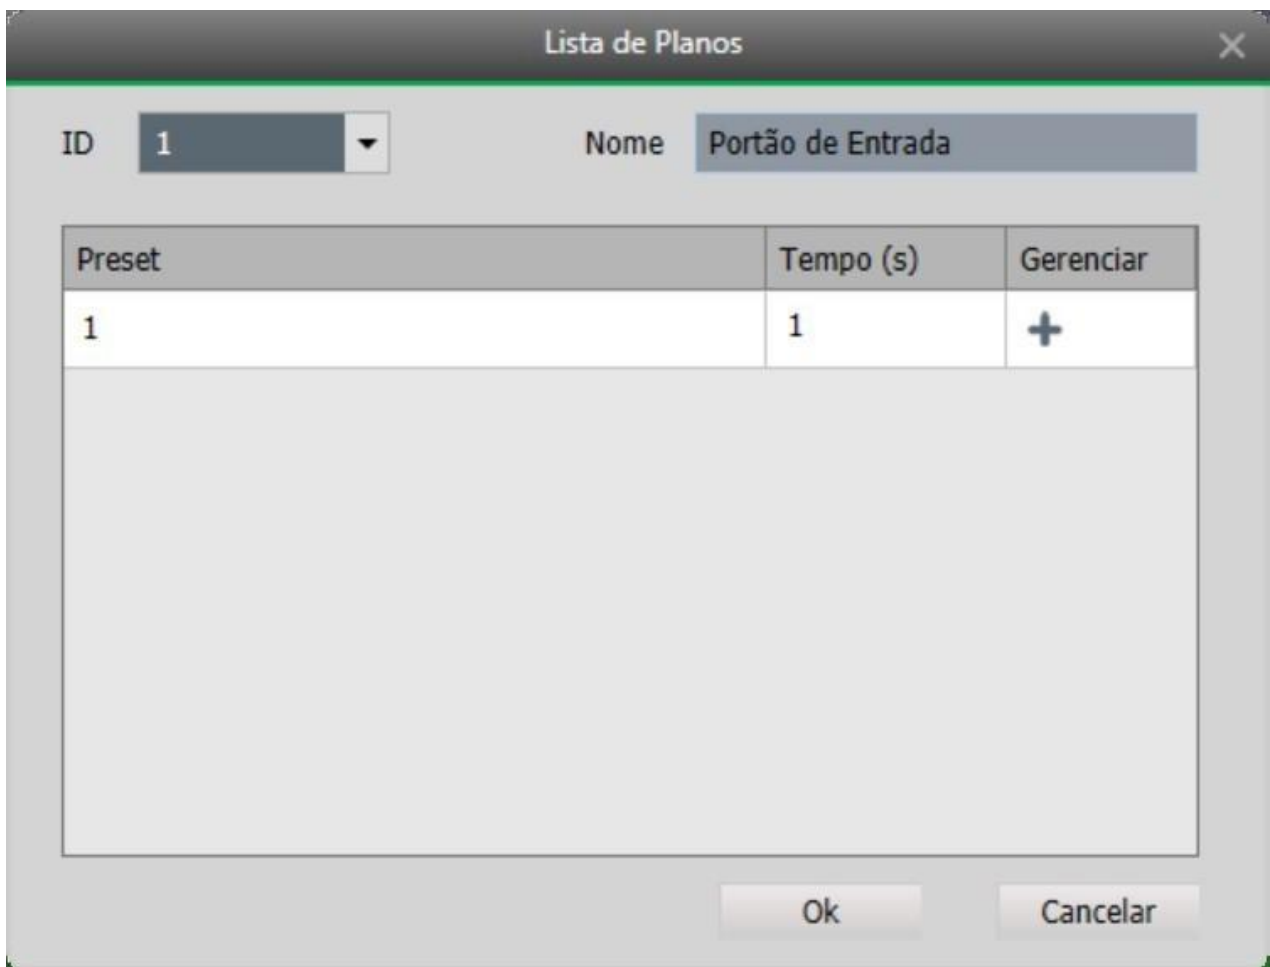 Lista de Planos
ID 1 Nome Portão de Entrada
Preset Tempo (s) Gerenciar
1 1
Ok Cancelar